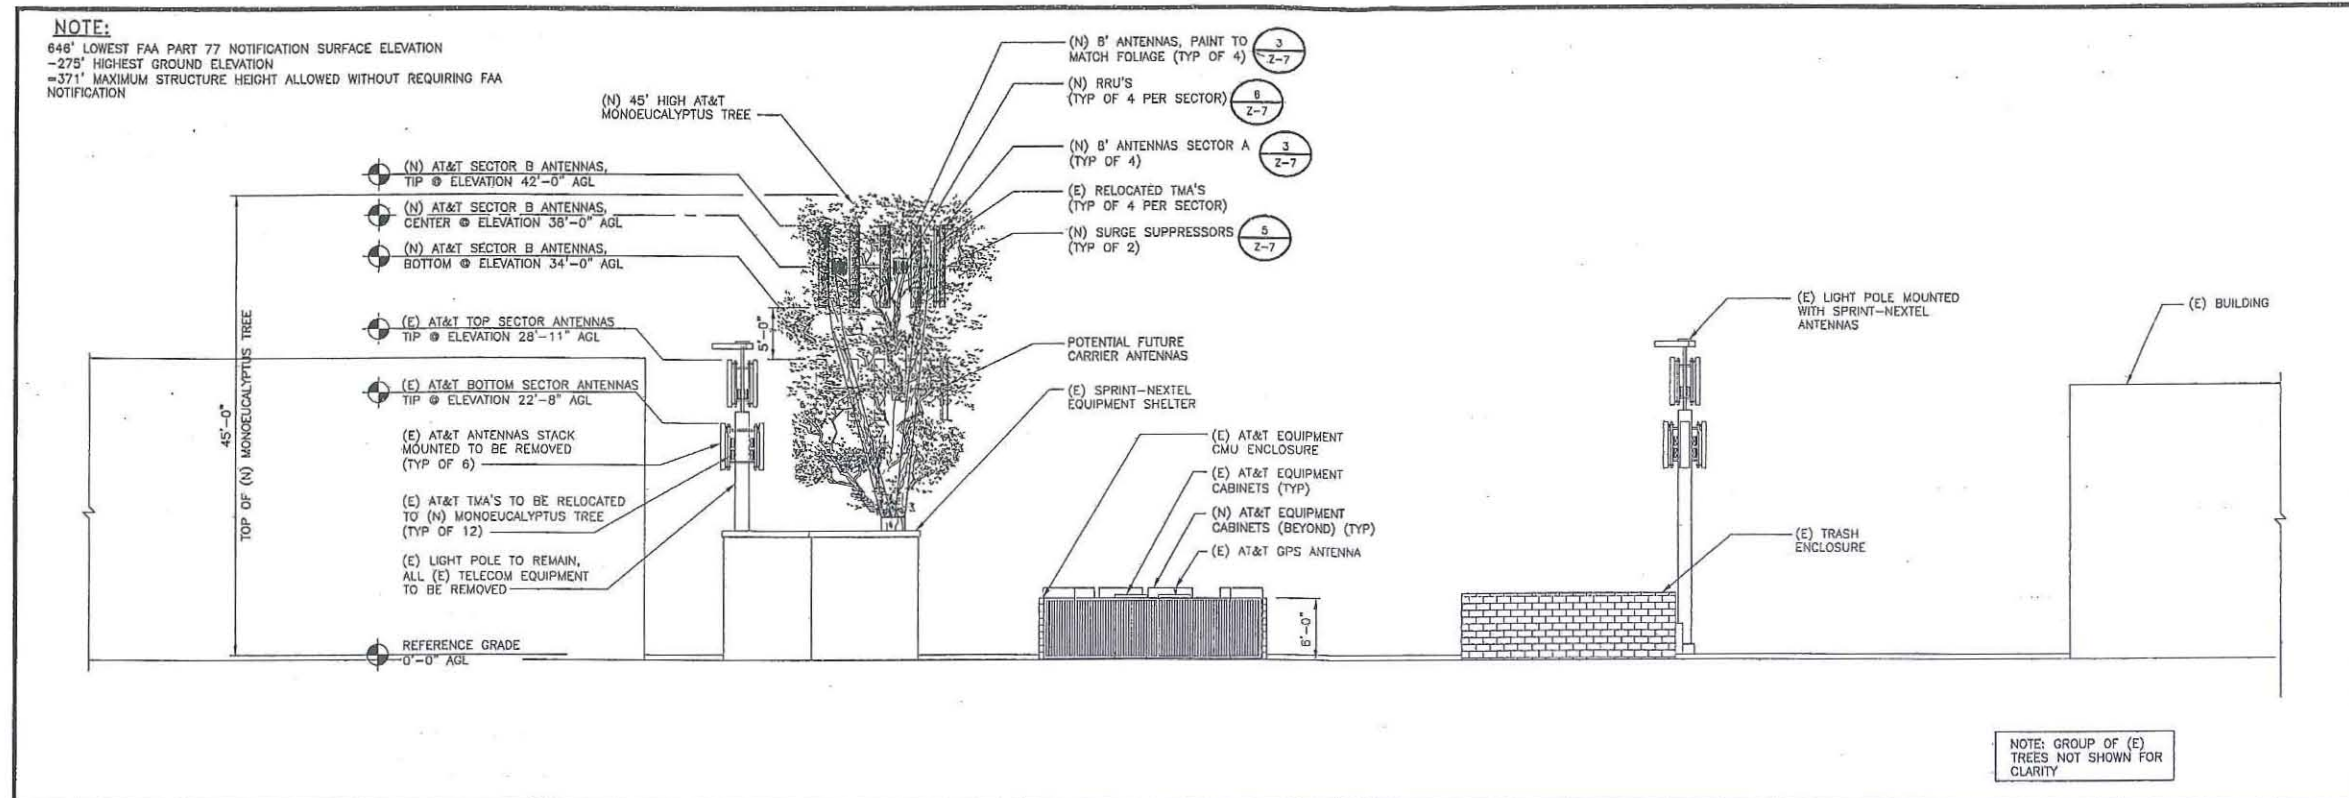 NOTE:
646' LOWEST FAA PART 77 NOTIFICATION SURFACE ELEVATION
-275' HIGHEST GROUND ELEVATION
=371' MAXIMUM STRUCTURE HEIGHT ALLOWED WITHOUT REQUIRING FAA
NOTIFICATION
(N) 45' HIGH AT&T
MONOEUCALYPTUS TREE
(N) AT&T SECTOR B ANTENNAS,
TIP @ ELEVATION 42'-0" AGL
(N) AT&T SECTOR B ANTENNAS,
CENTER @ ELEVATION 38'-0" AGL
(N) AT&T SECTOR B ANTENNAS,
BOTTOM @ ELEVATION 34'-0" AGL
(E) AT&T TOP SECTOR ANTENNAS
TIP @ ELEVATION 28'-11" AGL
(E) AT&T BOTTOM SECTOR ANTENNAS
TIP @ ELEVATION 22'-8" AGL
(E) AT&T ANTENNAS STACK
MOUNTED TO BE REMOVED
(TYP OF 6)
(E) AT&T TMA'S TO BE RELOCATED
TO (N) MONOEUCALYPTUS TREE
(TYP OF 12)
(E) LIGHT POLE TO REMAIN,
ALL (E) TELECOM EQUIPMENT
TO BE REMOVED
REFERENCE GRADE
0'-0" AGL
45'-0"
TOP OF (N) MONOEUCALYPTUS TREE
5'-0"
(N) 8' ANTENNAS, PAINT TO
MATCH FOLIAGE (TYP OF 4)
3
Z-7
(N) RRU'S
(TYP OF 4 PER SECTOR)
6
Z-7
(N) 8' ANTENNAS SECTOR A
(TYP OF 4)
3
Z-7
(E) RELOCATED TMA'S
(TYP OF 4 PER SECTOR)
(N) SURGE SUPPRESSORS
(TYP OF 2)
5
Z-7
POTENTIAL FUTURE
CARRIER ANTENNAS
(E) SPRINT-NEXTEL
EQUIPMENT SHELTER
(E) AT&T EQUIPMENT
CMU ENCLOSURE
(E) AT&T EQUIPMENT
CABINETS (TYP)
(N) AT&T EQUIPMENT
CABINETS (BEYOND) (TYP)
(E) AT&T GPS ANTENNA
6'-0"
(E) LIGHT POLE MOUNTED
WITH SPRINT-NEXTEL
ANTENNAS
(E) BUILDING
(E) TRASH
ENCLOSURE
NOTE: GROUP OF (E)
TREES NOT SHOWN FOR
CLARITY